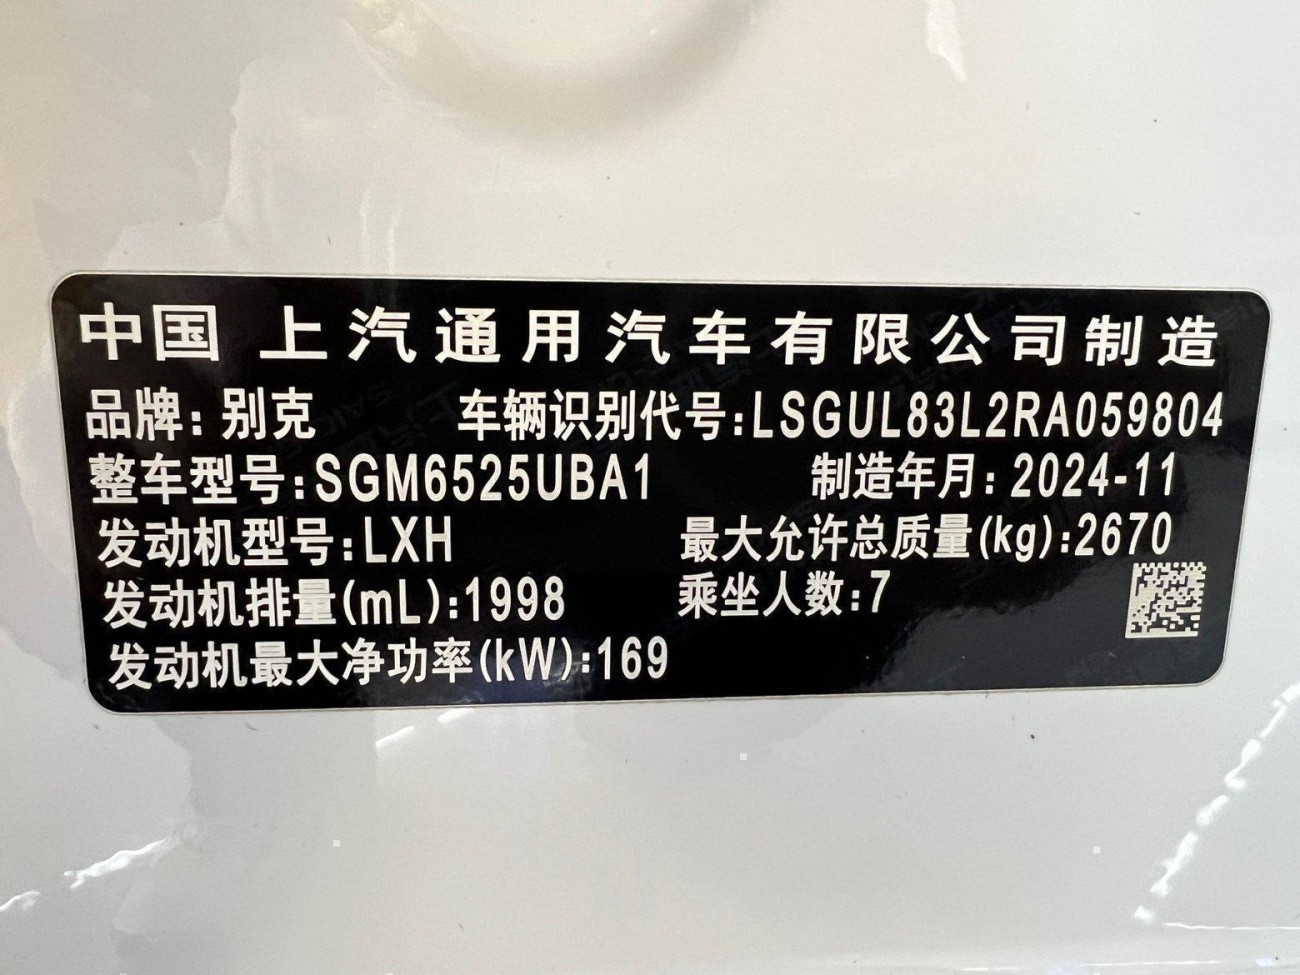 中国 上汽通用汽车有限公司制造
品牌: 别克 车辆识别代号:LSGUL83L2RA059804
整车型号:SGM6525UBA1 制造年月: 2024-11
发动机型号:LXH 最大允许总质量(kg):2670
发动机排量(mL):1998 乘坐人数:7
发动机最大净功率(kW):169